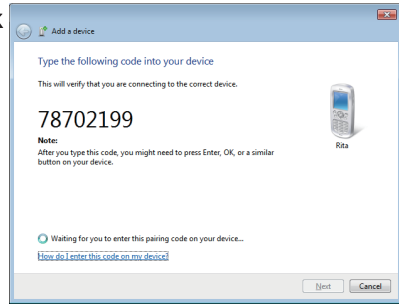 Add a device
Type the following code into your device
This will verify that you are connecting to the correct device.
78702199
Note:
After you type this code, you might need to press Enter, OK, or a similar
button on your device.
Rita
Waiting for you to enter this pairing code on your device...
How do I enter this code on my device?
Next Cancel